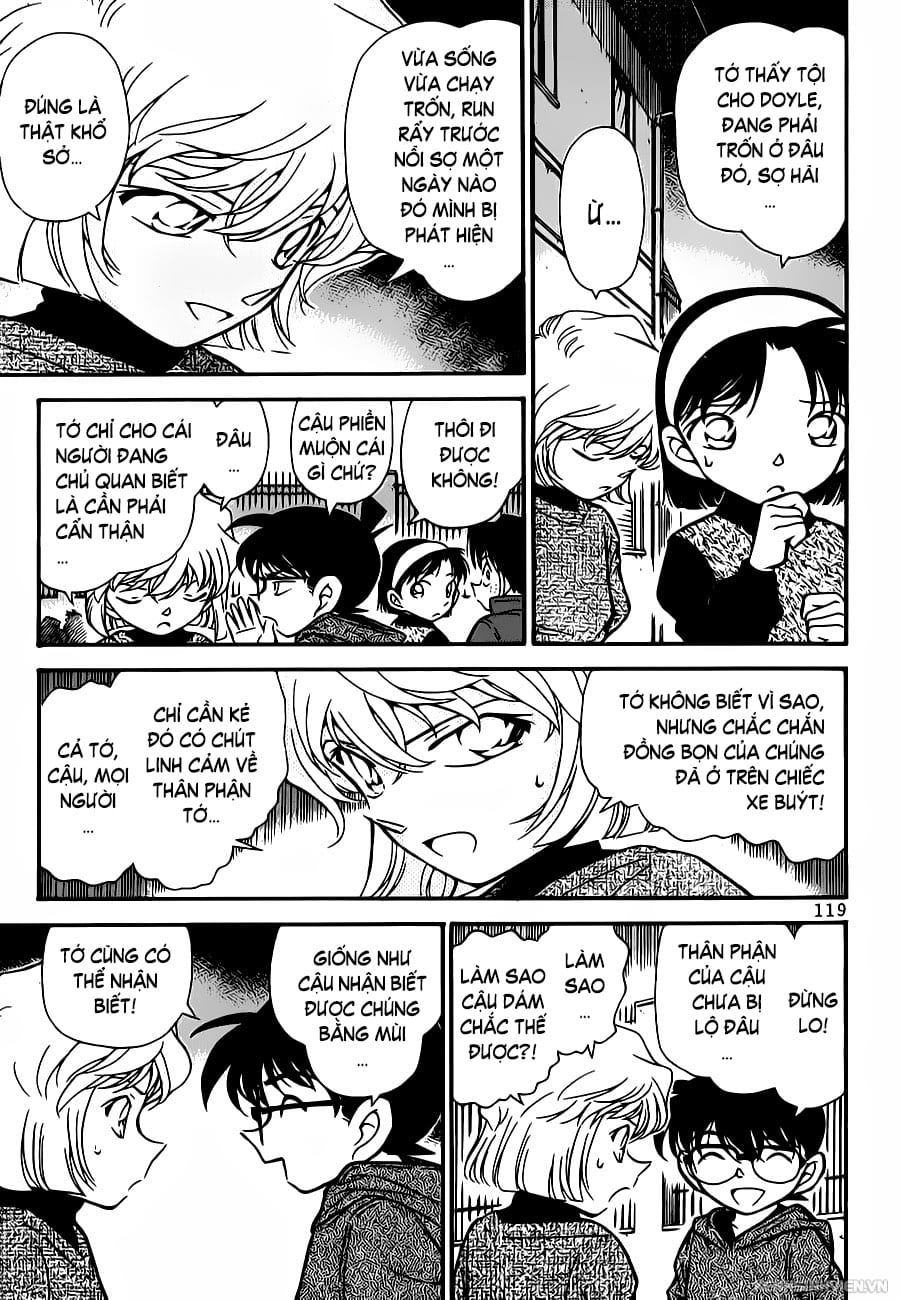 TỚ THẤY TỘI
CHO DOYLE,
ĐANG PHẢI
TRỐN Ở ĐÂU
ĐÓ, SỢ HÃI
...
Ừ...
VỪA SỐNG
VỪA CHẠY
TRỐN, RUN
RẨY TRƯỚC
NỒI SỢ MỘT
NGÀY NÀO
ĐÓ MÌNH BỊ
PHÁT HIỆN
...
ĐÚNG LÀ
THẬT KHỔ
SỞ...
THÔI ĐI
ĐƯỢC
KHÔNG!
CẬU PHIỀN
MUỘN CÁI
GÌ CHỨ?
ĐÂU
...
TỚ CHỈ CHO CÁI
NGƯỜI ĐANG
CHỦ QUAN BIẾT
LÀ CẦN PHẢI
CẨN THẬN
...
TỚ KHÔNG BIẾT VÌ SAO,
NHƯNG CHẮC CHẮN
ĐỒNG BỌN CỦA CHÚNG
ĐÃ Ở TRÊN CHIẾC
XE BUÝT!
CHỈ CẦN KẺ
ĐÓ CÓ CHÚT
LINH CẢM VỀ
THÂN PHẬN
TỚ...
CẢ TỚ,
CẬU, MỌI
NGƯỜI
...
119
ĐỪNG
LO!
THÂN PHẬN
CỦA CẬU
CHƯA BỊ
LỘ ĐÂU
...
LÀM
SAO
...
LÀM SAO
CẬU DÁM
CHẮC THẾ
ĐƯỢC?!
GIỐNG NHƯ
CẬU NHẬN BIẾT
ĐƯỢC CHÚNG
BẰNG MÙI
...
TỚ CŨNG CÓ
THỂ NHẬN
BIẾT!